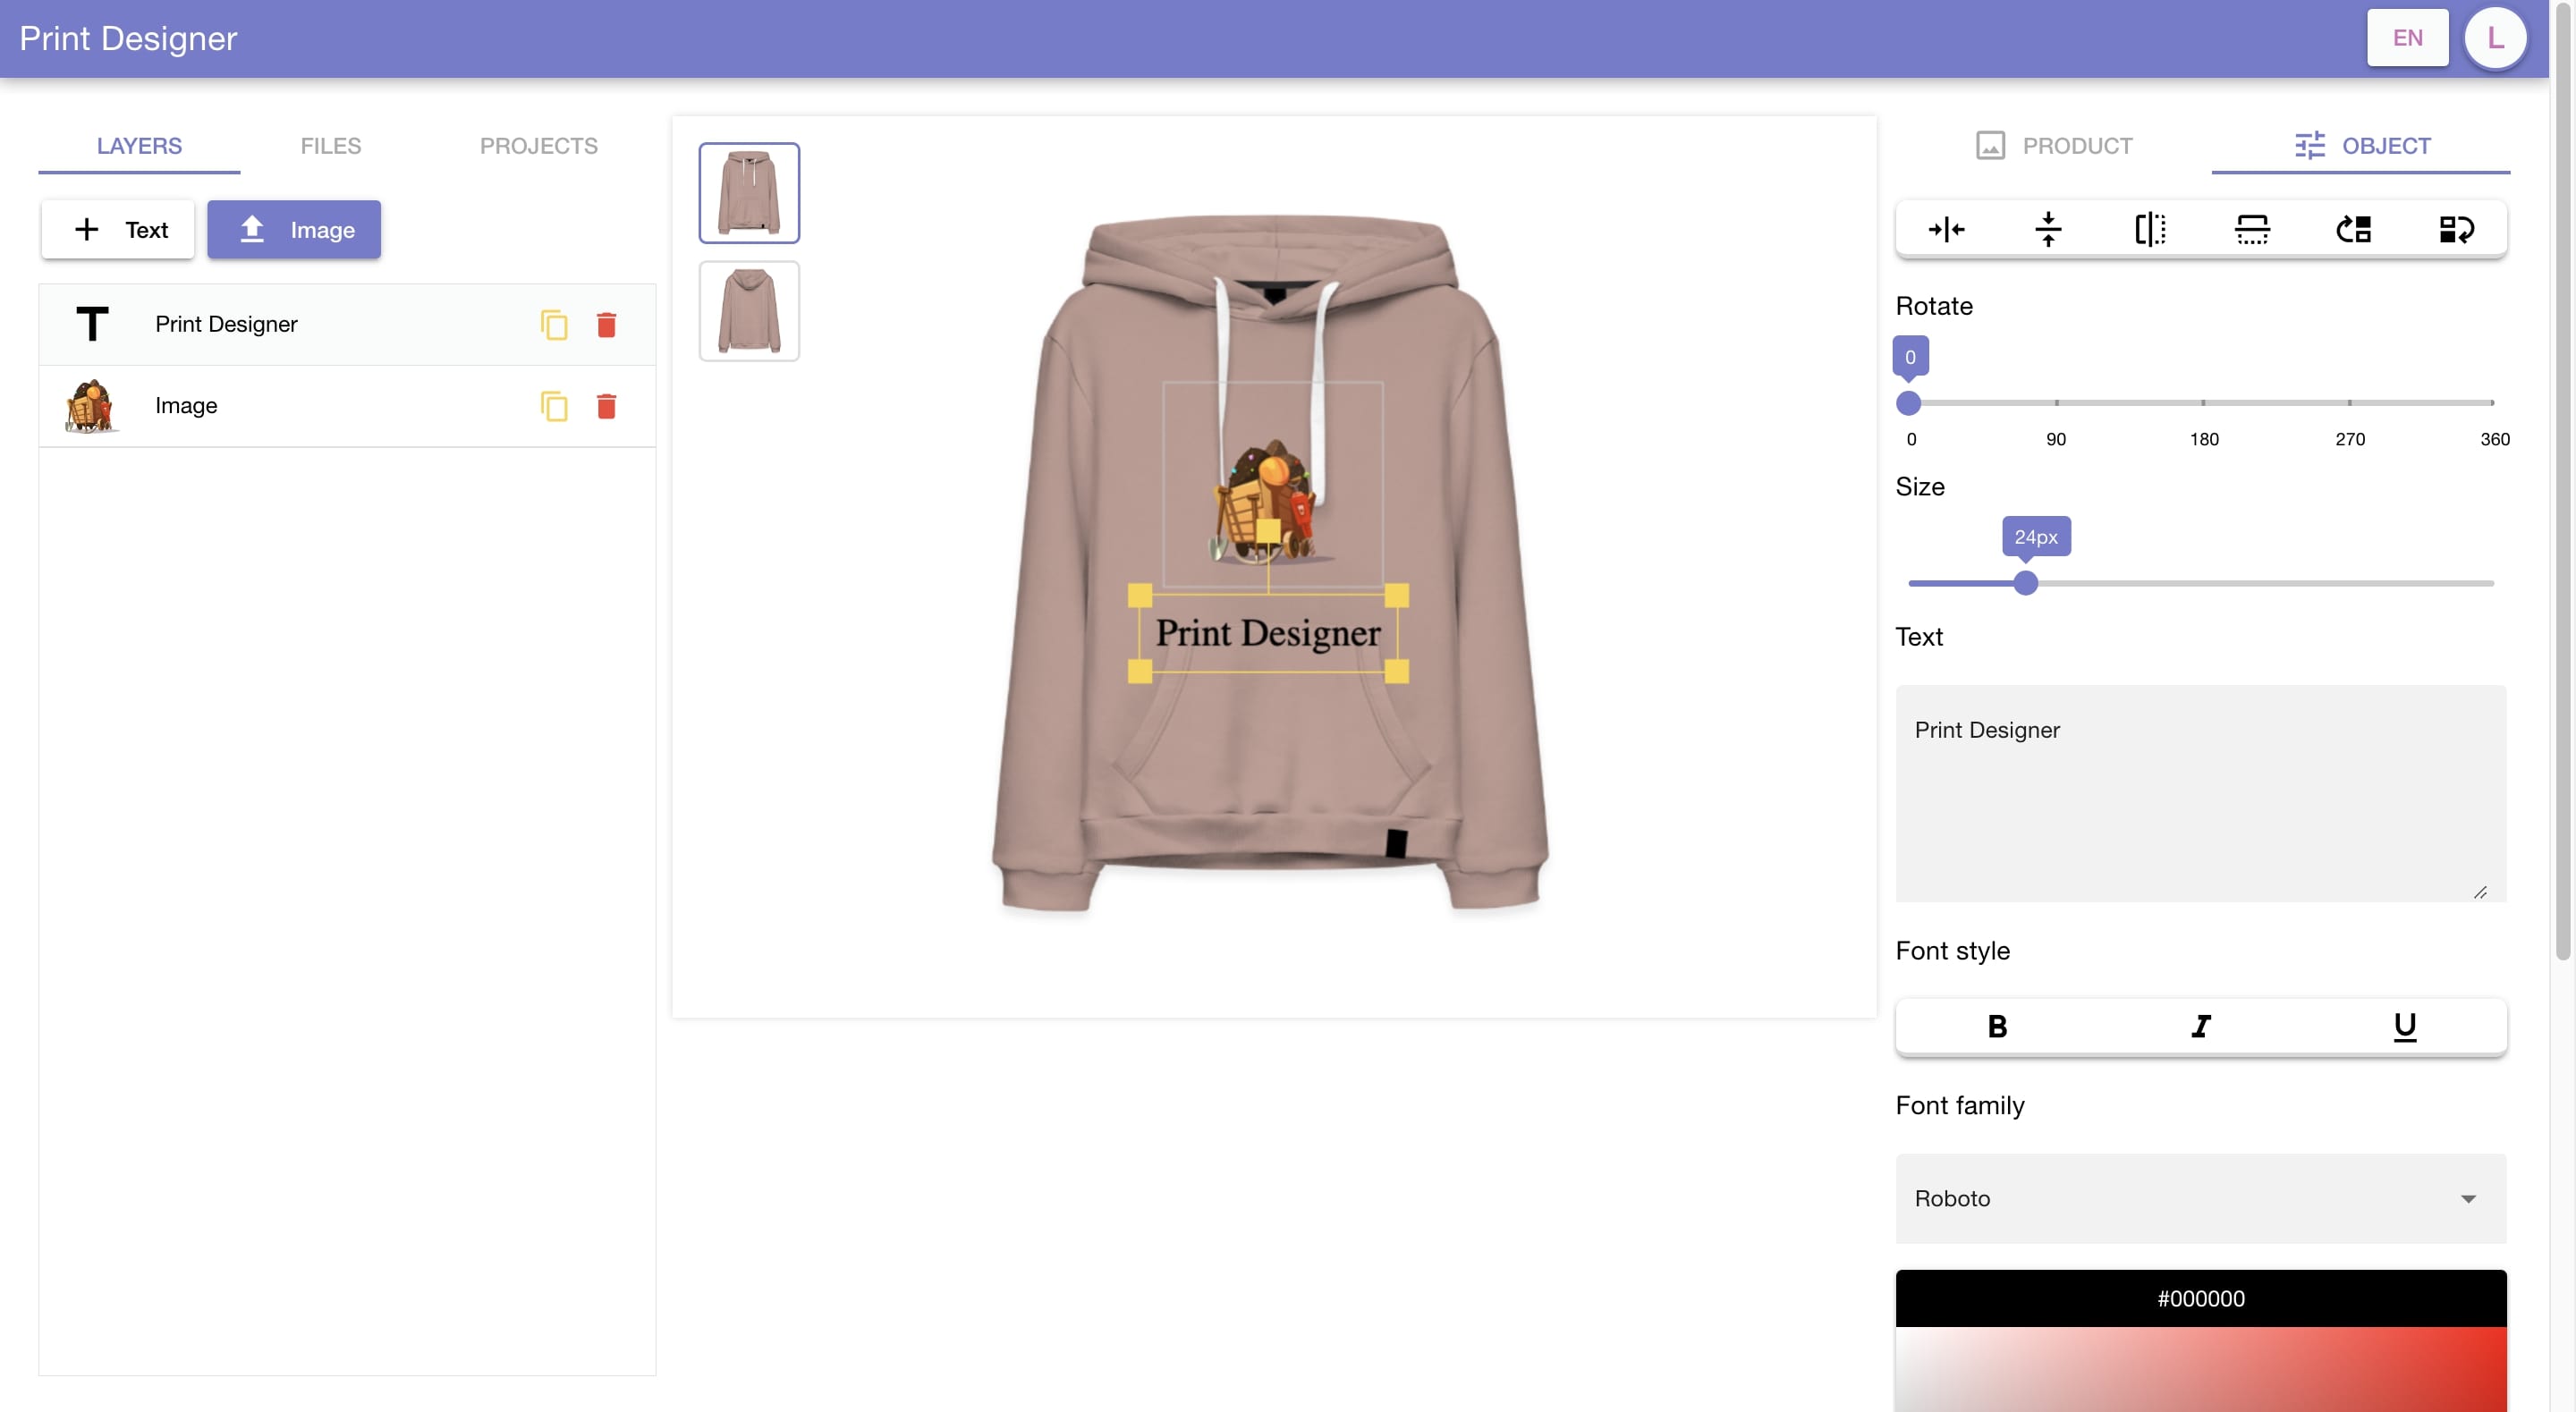 Print Designer
EN
L
LAYERS
FILES
PROJECTS
Text
Image
Print Designer
Image
Print Designer
PRODUCT
OBJECT
Rotate
0
0
90
180
270
360
Size
24px
Text
Print Designer
Font style
B
I
U
Font family
Roboto
#000000